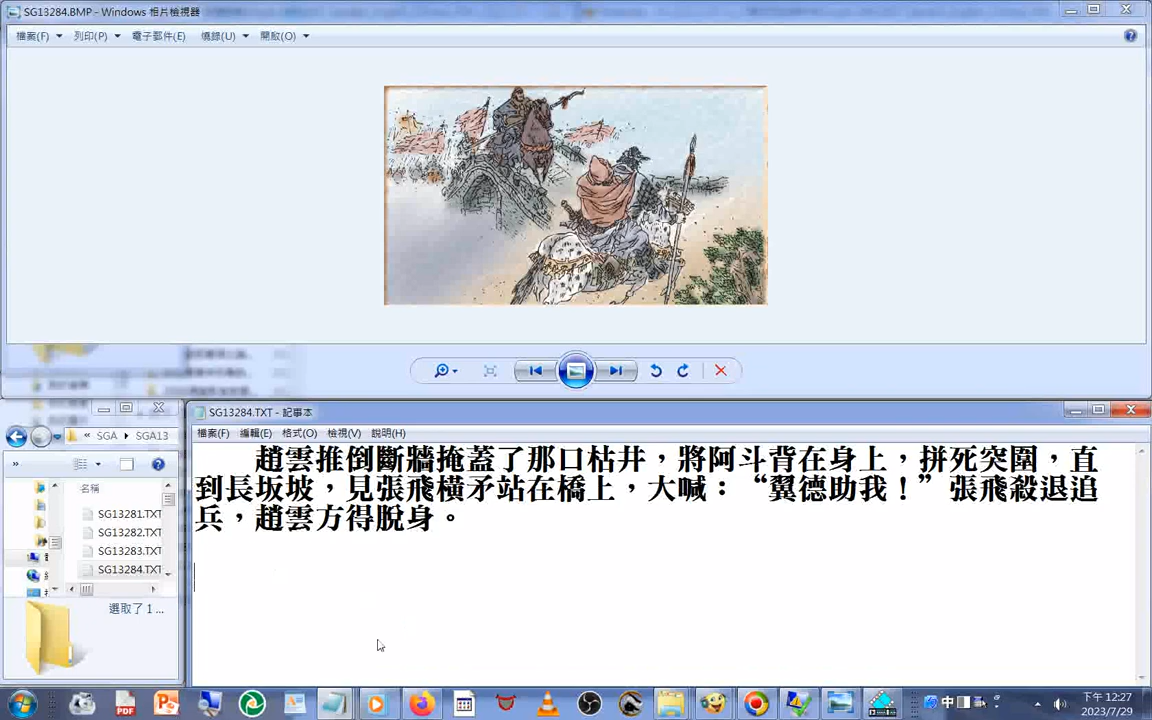 SG13284.BMP - Windows 相片檢視器
檔案(F) 列印(P) 電子郵件(E) 燒錄(U) 開啟(O)
SG13284.TXT - 記事本
檔案(F) 編輯(E) 格式(O) 檢視(V) 說明(H)
趙雲推倒斷牆掩蓋了那口枯井，將阿斗背在身上，拼死突圍，直
到長坂坡，見張飛橫矛站在橋上，大喊：“翼德助我！”張飛殺退追
兵，趙雲方得脫身。
« SGA ▸ SGA13
»
名稱
SG13281.TXT
SG13282.TXT
SG13283.TXT
SG13284.TXT
選取了 1 ...
PDF
中
下午 12:27
2023/7/29